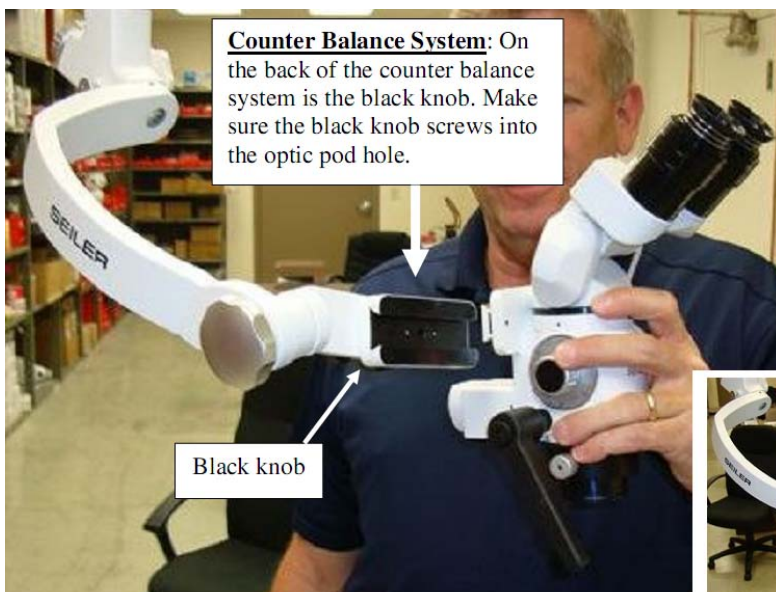 Counter Balance System: On
the back of the counter balance
system is the black knob. Make
sure the black knob screws into
the optic pod hole.
SEILER
Black knob
SEILER